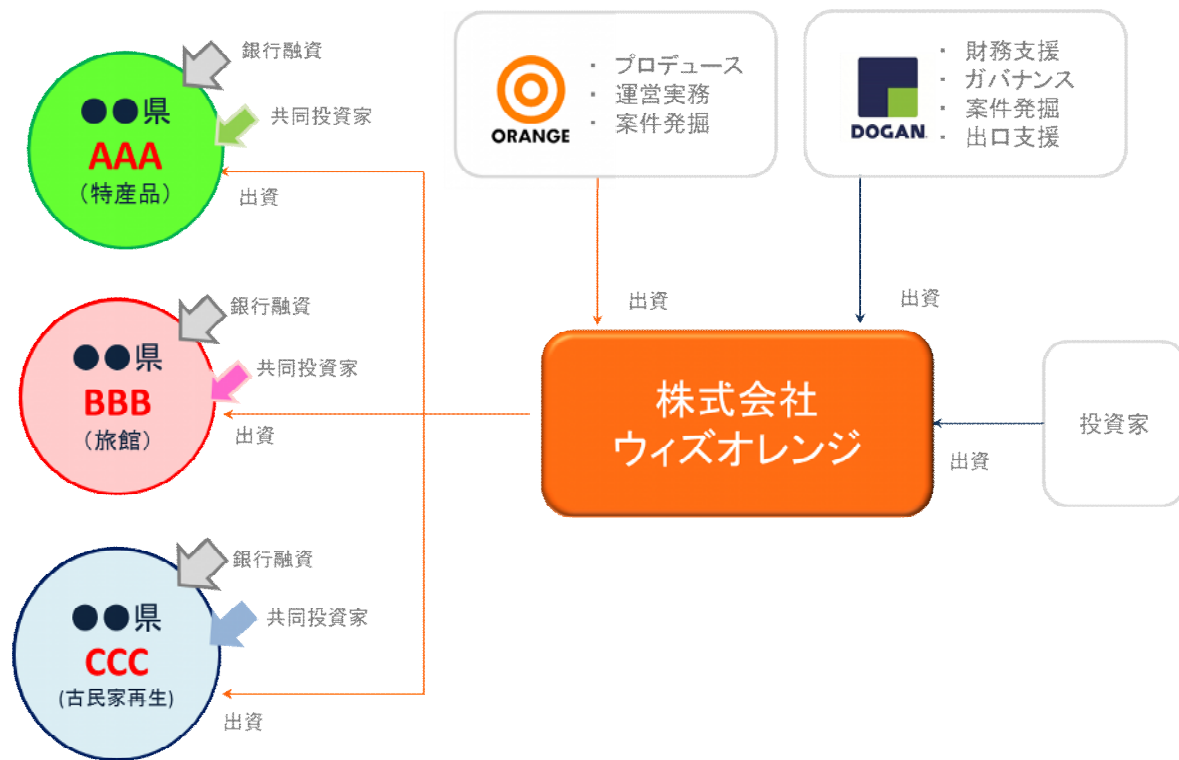 銀行融資
共同投資家
●●県
AAA
（特産品）
出資
銀行融資
共同投資家
●●県
BBB
（旅館）
出資
銀行融資
共同投資家
●●県
CCC
(古民家再生)
出資
ORANGE
・ プロデュース
・ 運営実務
・ 案件発掘
DOGAN
・ 財務支援
・ ガバナンス
・ 案件発掘
・ 出口支援
出資
出資
株式会社
ウィズオレンジ
投資家
出資